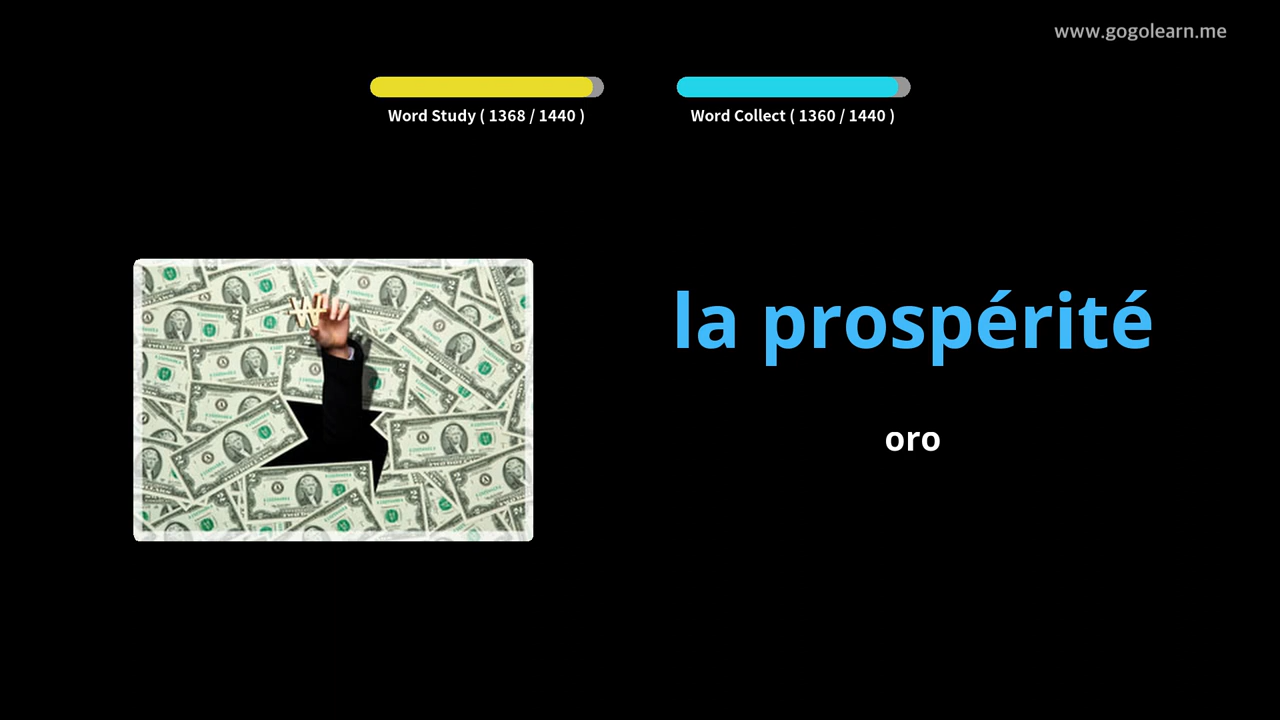 www.gogolearn.me
Word Study ( 1368 / 1440 )
Word Collect ( 1360 / 1440 )
la prospérité
oro